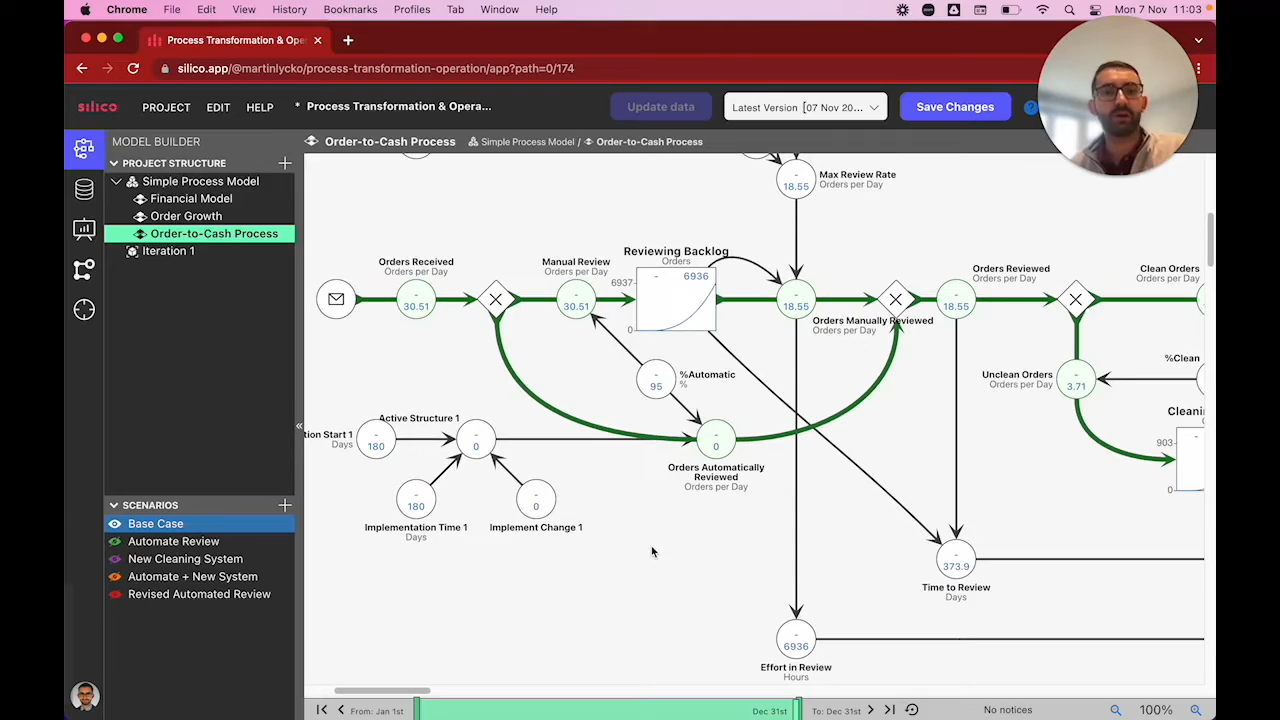 Chrome File Edit View History Bookmarks Profiles Tab Window Help Mon 7 Nov 11:03
Process Transformation & Ope
silico.app/@martinlycko/process-transformation-operation/app?path=0/174
silico PROJECT EDIT HELP * Process Transformation & Opera... Update data Latest Version [07 Nov 20... Save Changes ?
MODEL BUILDER
PROJECT STRUCTURE
Simple Process Model
Financial Model
Order Growth
Order-to-Cash Process
Iteration 1
SCENARIOS
Base Case
Automate Review
New Cleaning System
Automate + New System
Revised Automated Review
Order-to-Cash Process Simple Process Model / Order-to-Cash Process
-
18.55
Max Review Rate
Orders per Day
Orders Received
Orders per Day
-
30.51
Manual Review
Orders per Day
-
30.51
Reviewing Backlog
Orders
6937
- 6936
0
-
18.55
Orders Manually Reviewed
Orders per Day
Orders Reviewed
Orders per Day
-
18.55
Clean Orders
Orders per Day
%Clean
Unclean Orders
Orders per Day
-
3.71
Cleanin
903
-
0
%Automatic
%
-
95
Active Structure 1
-
0
tion Start 1
Days
-
180
-
180
Implementation Time 1
Days
-
0
Implement Change 1
-
0
Orders Automatically
Reviewed
Orders per Day
-
373.9
Time to Review
Days
-
6936
Effort in Review
Hours
From: Jan 1st Dec 31st To: Dec 31st No notices 100%